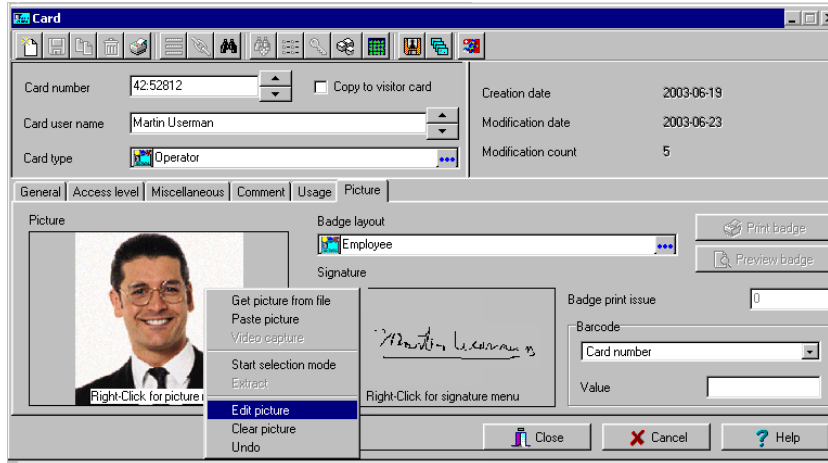 Card
Card number
42:52812
Copy to visitor card
Card user name
Martin Userman
Card type
Operator
Creation date
2003-06-19
Modification date
2003-06-23
Modification count
5
General
Access level
Miscellaneous
Comment
Usage
Picture
Picture
Right-Click for picture
Get picture from file
Paste picture
Video capture
Start selection mode
Extract
Edit picture
Clear picture
Undo
Badge layout
Employee
Signature
Right-Click for signature menu
Print badge
Preview badge
Badge print issue
0
Barcode
Card number
Value
Close
Cancel
? Help